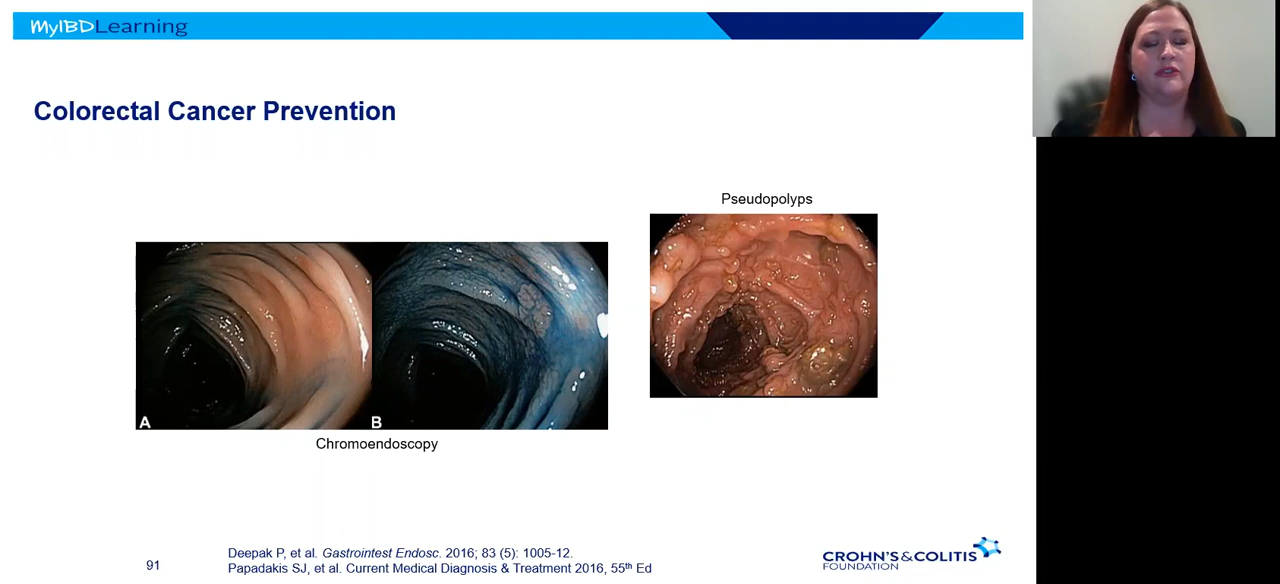 MyIBDLearning
Colorectal Cancer Prevention
Pseudopolyps
A
B
Chromoendoscopy
91
Deepak P, et al. Gastrointest Endosc. 2016; 83 (5): 1005-12.
Papadakis SJ, et al. Current Medical Diagnosis & Treatment 2016, 55th Ed
CROHN'S & COLITIS
FOUNDATION